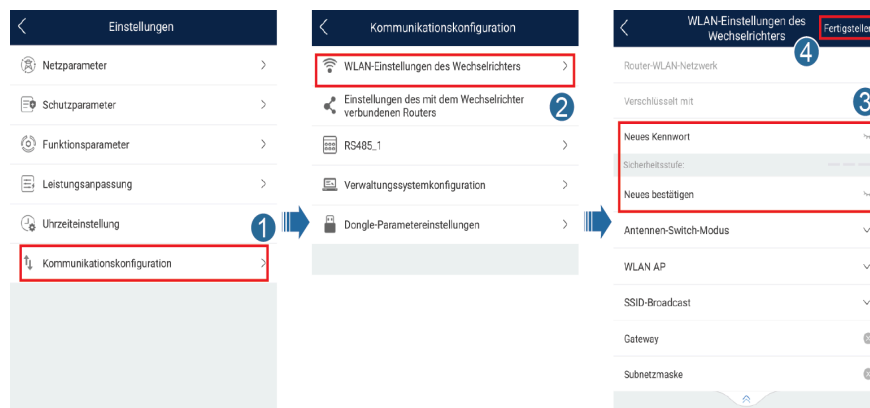 Einstellungen
Netzparameter
Schutzparameter
Funktionsparameter
Leistungsanpassung
Uhrzeiteinstellung
1
Kommunikationskonfiguration
Kommunikationskonfiguration
WLAN-Einstellungen des Wechselrichters
2
Einstellungen des mit dem Wechselrichter
verbundenen Routers
RS485_1
Verwaltungssystemkonfiguration
Dongle-Parametereinstellungen
WLAN-Einstellungen des
Wechselrichters
Fertigstellen
4
Router-WLAN-Netzwerk
Verschlüsselt mit
3
Neues Kennwort
Sicherheitsstufe:
Neues bestätigen
Antennen-Switch-Modus
WLAN AP
SSID-Broadcast
Gateway
Subnetzmaske